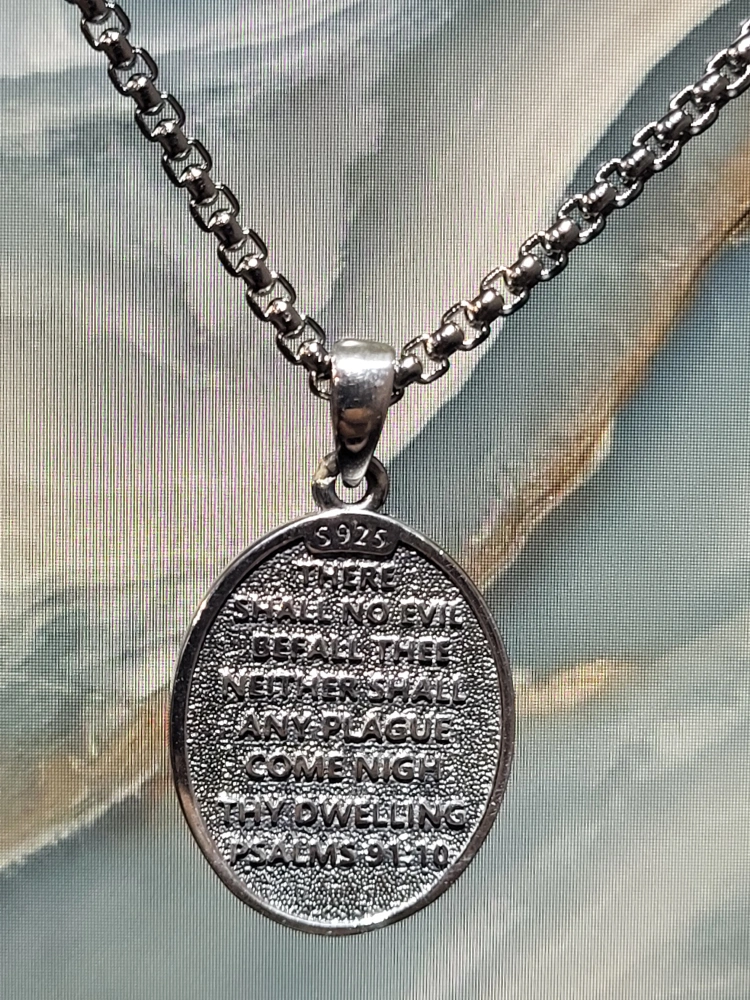 S925
THERE
SHALL NO EVIL
BEFALL THEE
NEITHER SHALL
ANY PLAGUE
COME NIGH
THY DWELLING
PSALMS 91:10